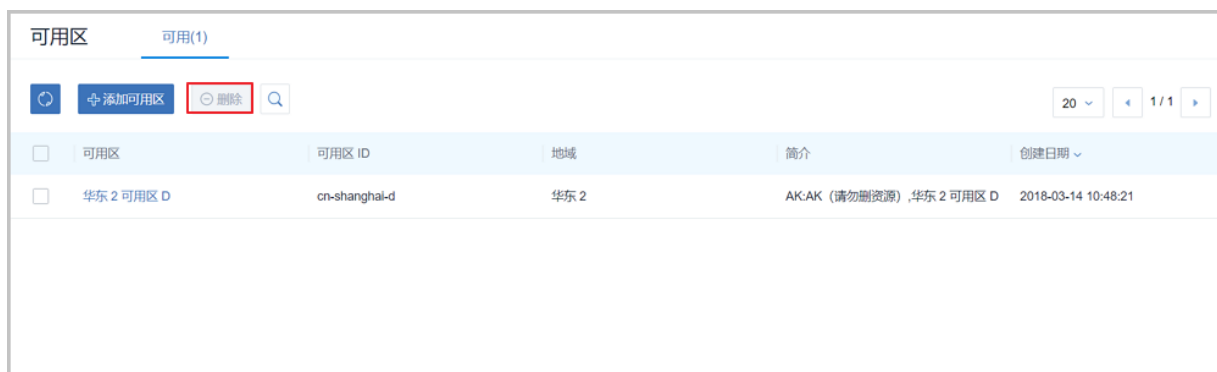 可用区 可用(1)
添加可用区 删除 20 1 / 1
可用区 可用区 ID 地域 简介 创建日期
华东 2 可用区 D cn-shanghai-d 华东 2 AK:AK（请勿删资源）,华东 2 可用区 D 2018-03-14 10:48:21